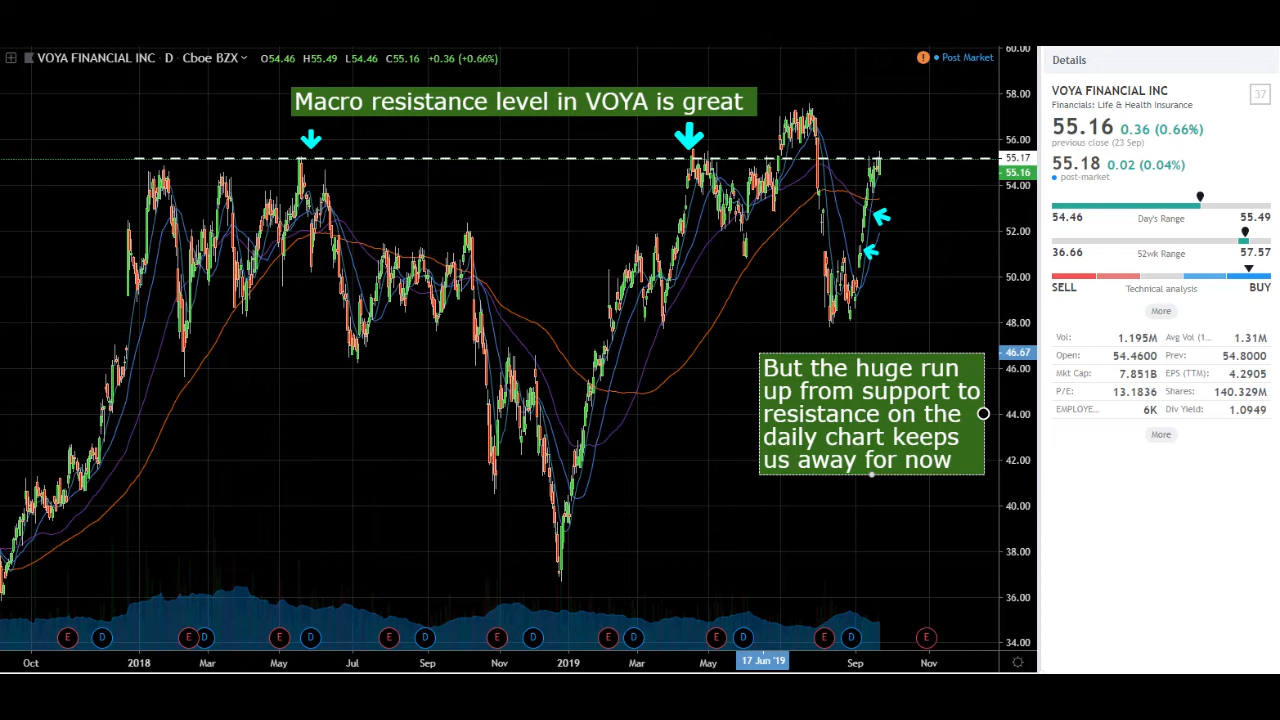 VOYA FINANCIAL INC · D · Cboe BZX O54.46 H55.49 L54.46 C55.16 +0.36 (+0.66%)
! Post Market
Macro resistance level in VOYA is great
But the huge run
up from support to
resistance on the
daily chart keeps
us away for now
60.00
58.00
56.00
55.17
55.16
54.00
52.00
50.00
48.00
46.67
46.00
44.00
42.00
40.00
38.00
36.00
34.00
E D E D E D E D E D E D E D E D E
Oct 2018 Mar May Jul Sep Nov 2019 Mar May 17 Jun '19 Sep Nov
Details
VOYA FINANCIAL INC
37
Financials: Life & Health Insurance
55.16 0.36 (0.66%)
previous close (23 Sep)
55.18 0.02 (0.04%)
post-market
54.46 Day's Range 55.49
36.66 52wk Range 57.57
SELL Technical analysis BUY
More
Vol: 1.195M Avg Vol (1... 1.31M
Open: 54.4600 Prev: 54.8000
Mkt Cap: 7.851B EPS (TTM): 4.2905
P/E: 13.1836 Shares: 140.329M
EMPLOYE... 6K Div Yield: 1.0949
More